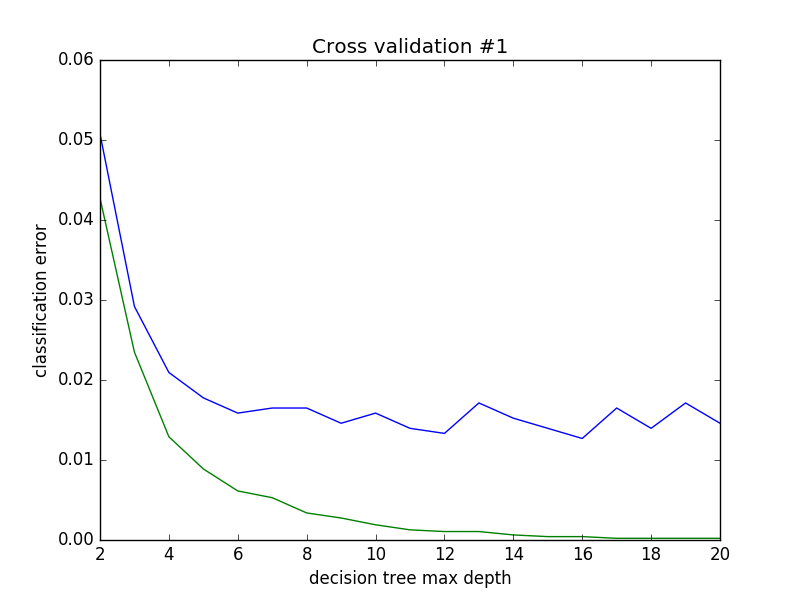 Cross validation #1
0.06
0.05
0.04
0.03
0.02
0.01
0.00
classification error
2 4 6 8 10 12 14 16 18 20
decision tree max depth